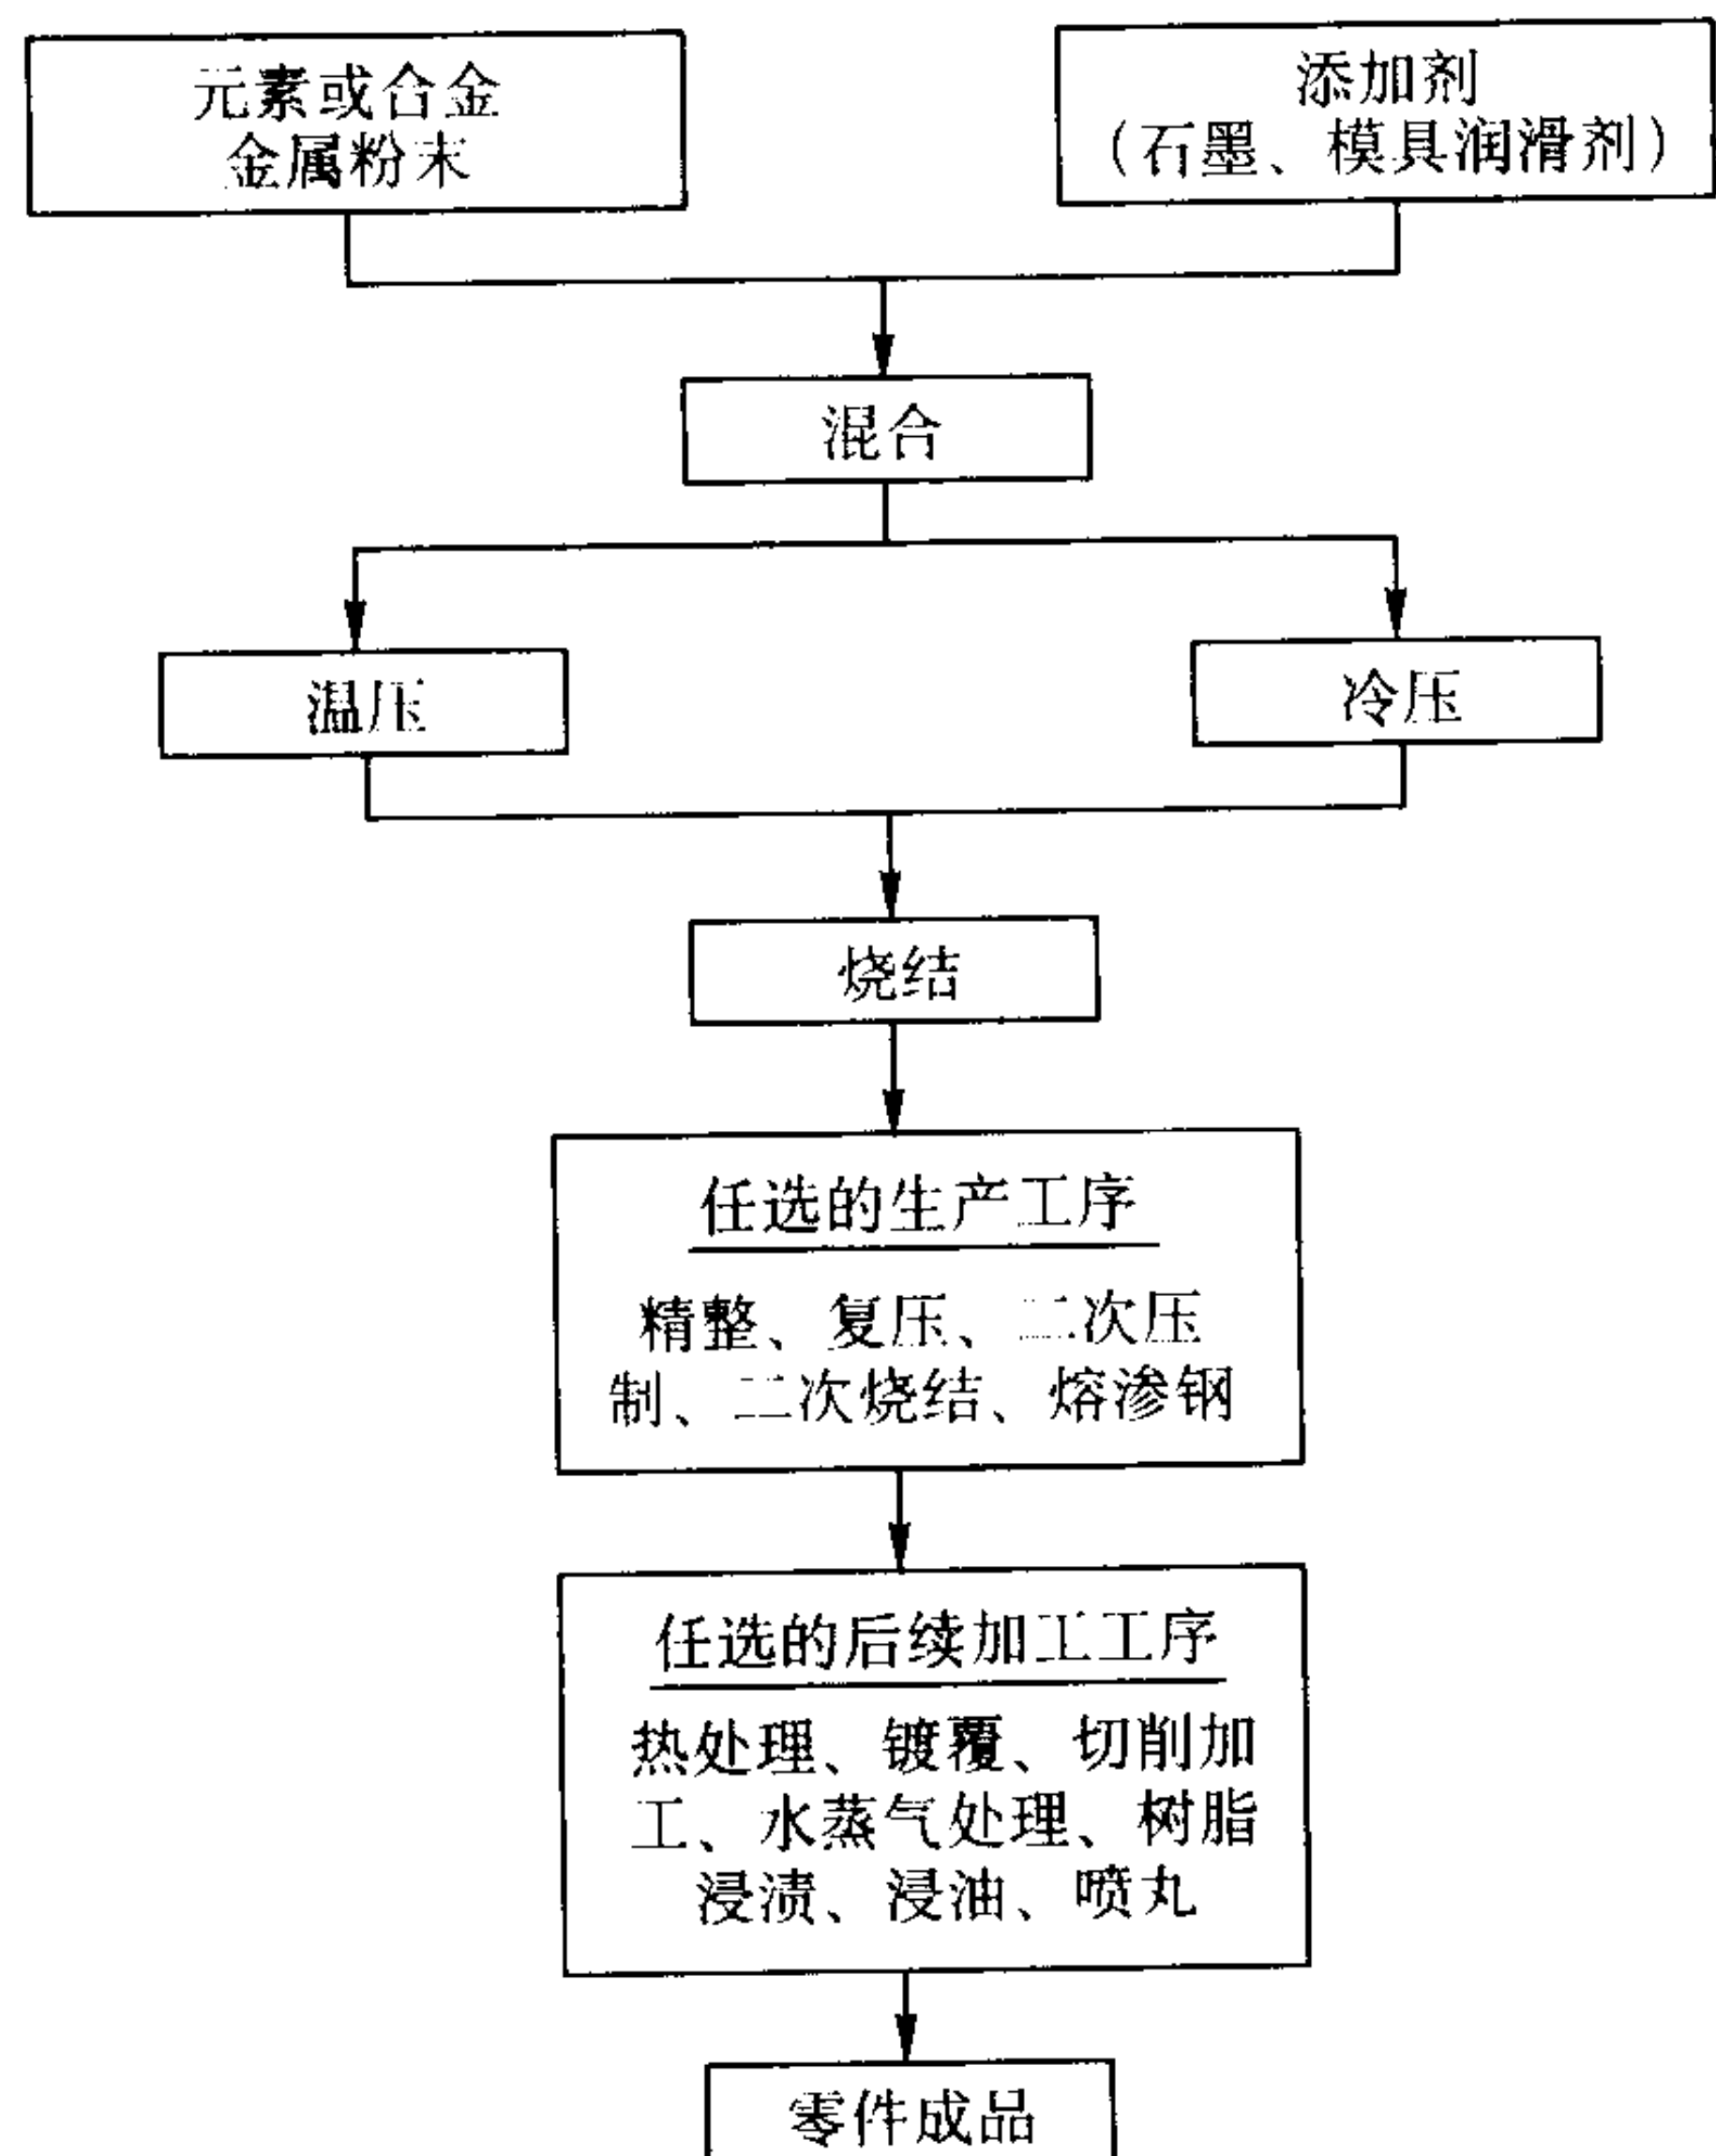 元素或合金
金属粉末
添加剂
(石墨、模具润滑剂)
混合
温压
冷压
烧结
任选的生产工序
精整、复压、二次压
制、二次烧结、熔渗钢
任选的后续加工工序
热处理、镀覆、切削加
工、水蒸气处理、树脂
浸渍、浸油、喷丸
零件成品